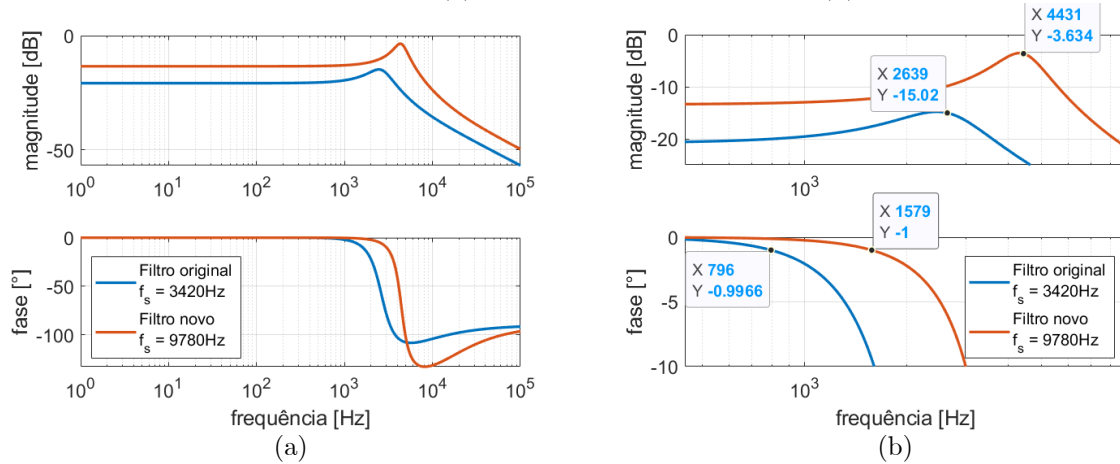 0
-50
magnitude [dB]
10^0
10^1
10^2
10^3
10^4
10^5
0
-50
-100
fase [°]
Filtro original
f_s = 3420Hz
Filtro novo
f_s = 9780Hz
10^0
10^1
10^2
10^3
10^4
10^5
frequência [Hz]
(a)
X 4431
Y -3.634
X 2639
Y -15.02
0
-10
-20
magnitude [dB]
10^3
X 1579
Y -1
X 796
Y -0.9966
0
-5
-10
fase [°]
Filtro original
f_s = 3420Hz
Filtro novo
f_s = 9780Hz
10^3
frequência [Hz]
(b)